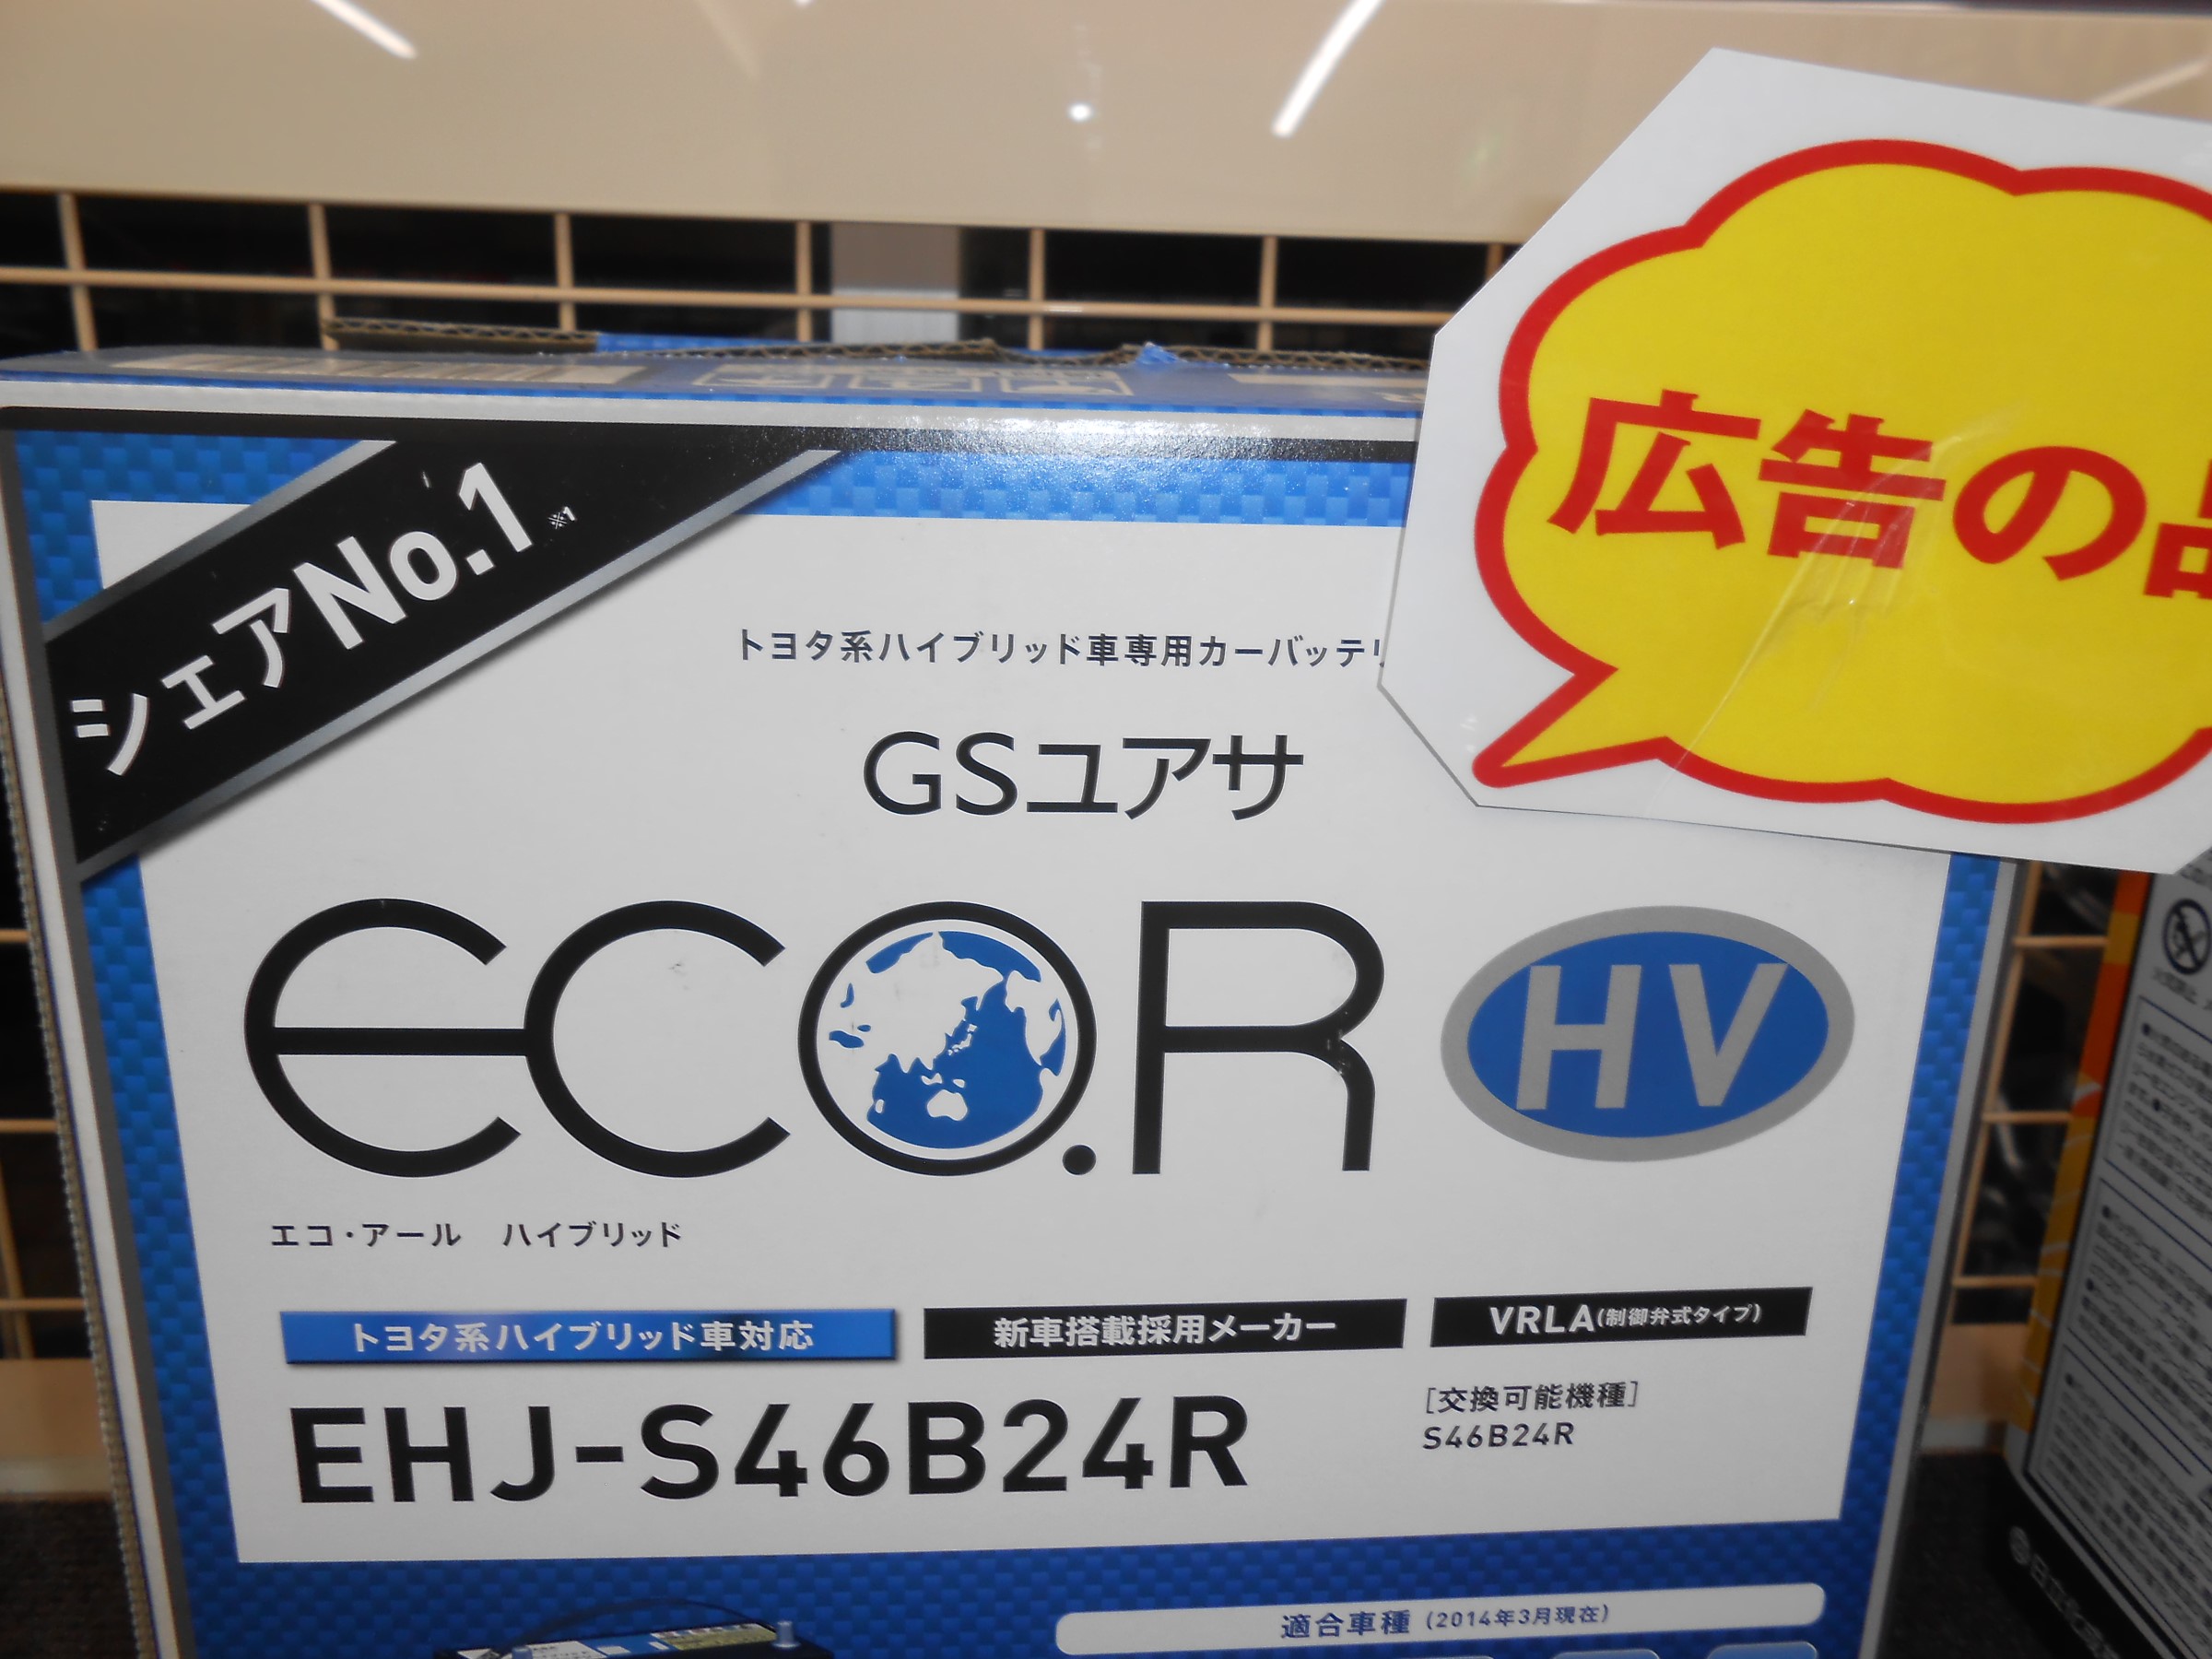 広告の
シェアNo.1 ※1
トヨタ系ハイブリッド車専用カーバッテリ
GSユアサ
eco.R HV
エコ・アール ハイブリッド
トヨタ系ハイブリッド車対応
新車搭載採用メーカー
VRLA(制御弁式タイプ)
EHJ-S46B24R
[交換可能機種]
S46B24R
適合車種 (2014年3月現在)